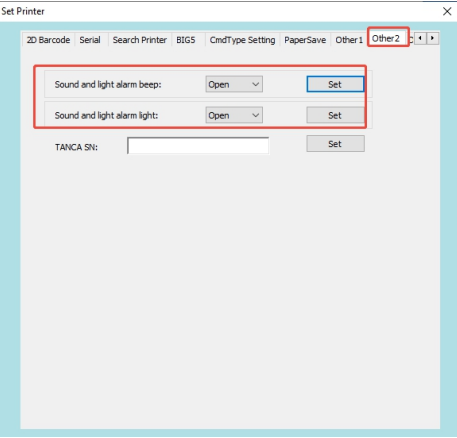 Set Printer
2D Barcode Serial Search Printer BIG5 CmdType Setting PaperSave Other1 Other2
Sound and light alarm beep: Open Set
Sound and light alarm light: Open Set
TANCA SN: Set